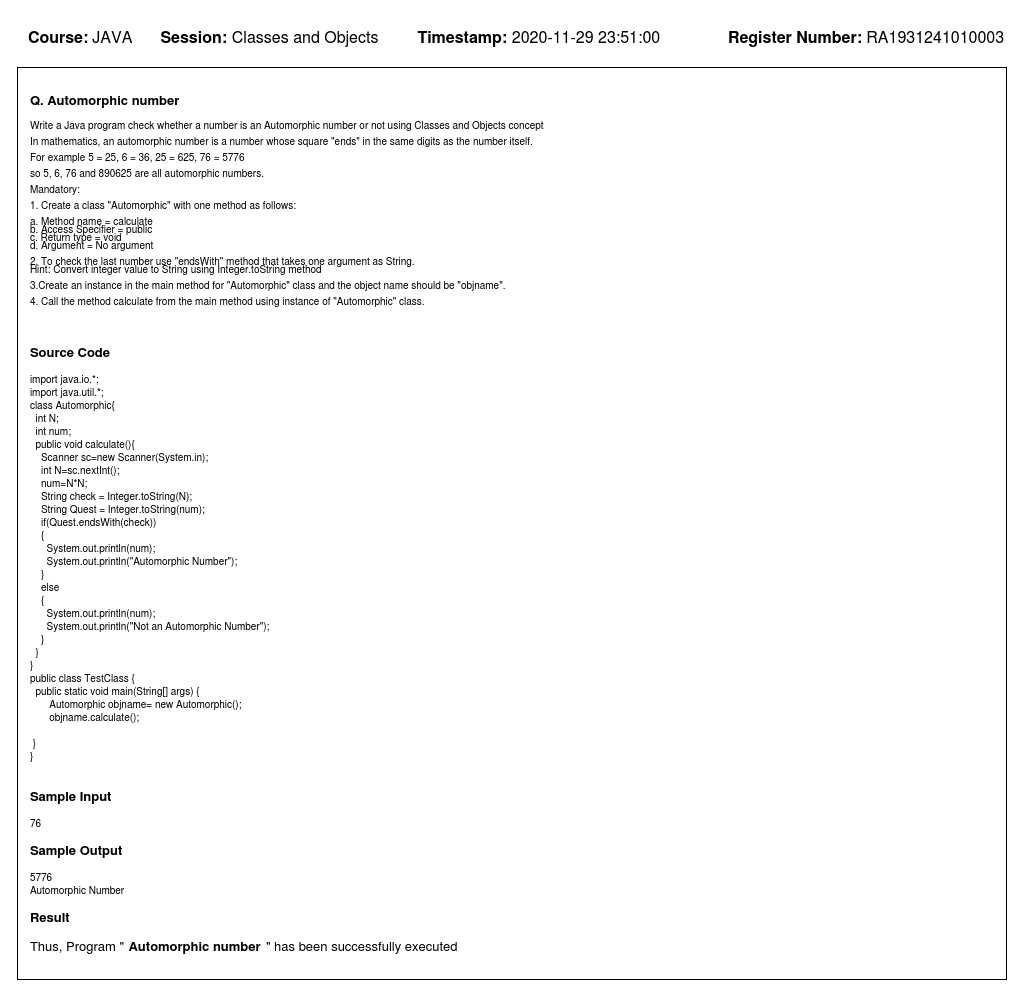 Course: JAVA Session: Classes and Objects Timestamp: 2020-11-29 23:51:00 Register Number: RA1931241010003
Q. Automorphic number
Write a Java program check whether a number is an Automorphic number or not using Classes and Objects concept
In mathematics, an automorphic number is a number whose square "ends" in the same digits as the number itself.
For example 5 = 25, 6 = 36, 25 = 625, 76 = 5776
so 5, 6, 76 and 890625 are all automorphic numbers.
Mandatory:
1. Create a class "Automorphic" with one method as follows:
a. Method name = calculate
b. Access Specifier = public
c. Return type = void
d. Argument = No argument
2. To check the last number use "endsWith" method that takes one argument as String.
Hint: Convert integer value to String using Integer.toString method
3.Create an instance in the main method for "Automorphic" class and the object name should be "objname".
4. Call the method calculate from the main method using instance of "Automorphic" class.
Source Code
import java.io.*;
import java.util.*;
class Automorphic{
int N;
int num;
public void calculate(){
Scanner sc=new Scanner(System.in);
int N=sc.nextInt();
num=N*N;
String check = Integer.toString(N);
String Quest = Integer.toString(num);
if(Quest.endsWith(check))
{
System.out.println(num);
System.out.println("Automorphic Number");
}
else
{
System.out.println(num);
System.out.println("Not an Automorphic Number");
}
}
}
public class TestClass {
public static void main(String[] args) {
Automorphic objname= new Automorphic();
objname.calculate();
}
}
Sample Input
76
Sample Output
5776
Automorphic Number
Result
Thus, Program " Automorphic number " has been successfully executed